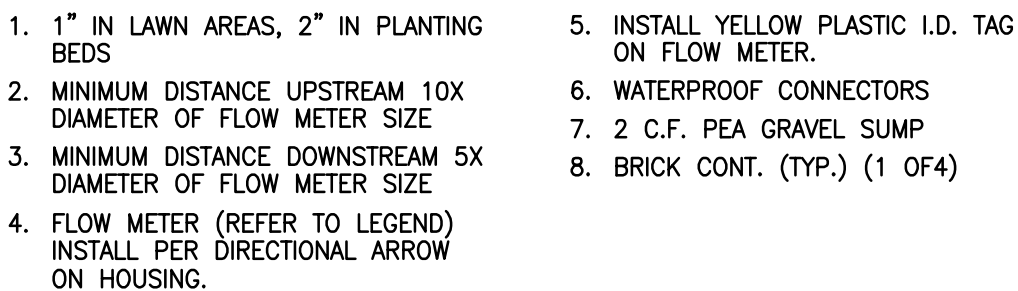 1. 1” IN LAWN AREAS, 2” IN PLANTING
BEDS
2. MINIMUM DISTANCE UPSTREAM 10X
DIAMETER OF FLOW METER SIZE
3. MINIMUM DISTANCE DOWNSTREAM 5X
DIAMETER OF FLOW METER SIZE
4. FLOW METER (REFER TO LEGEND)
INSTALL PER DIRECTIONAL ARROW
ON HOUSING.
5. INSTALL YELLOW PLASTIC I.D. TAG
ON FLOW METER.
6. WATERPROOF CONNECTORS
7. 2 C.F. PEA GRAVEL SUMP
8. BRICK CONT. (TYP.) (1 OF4)